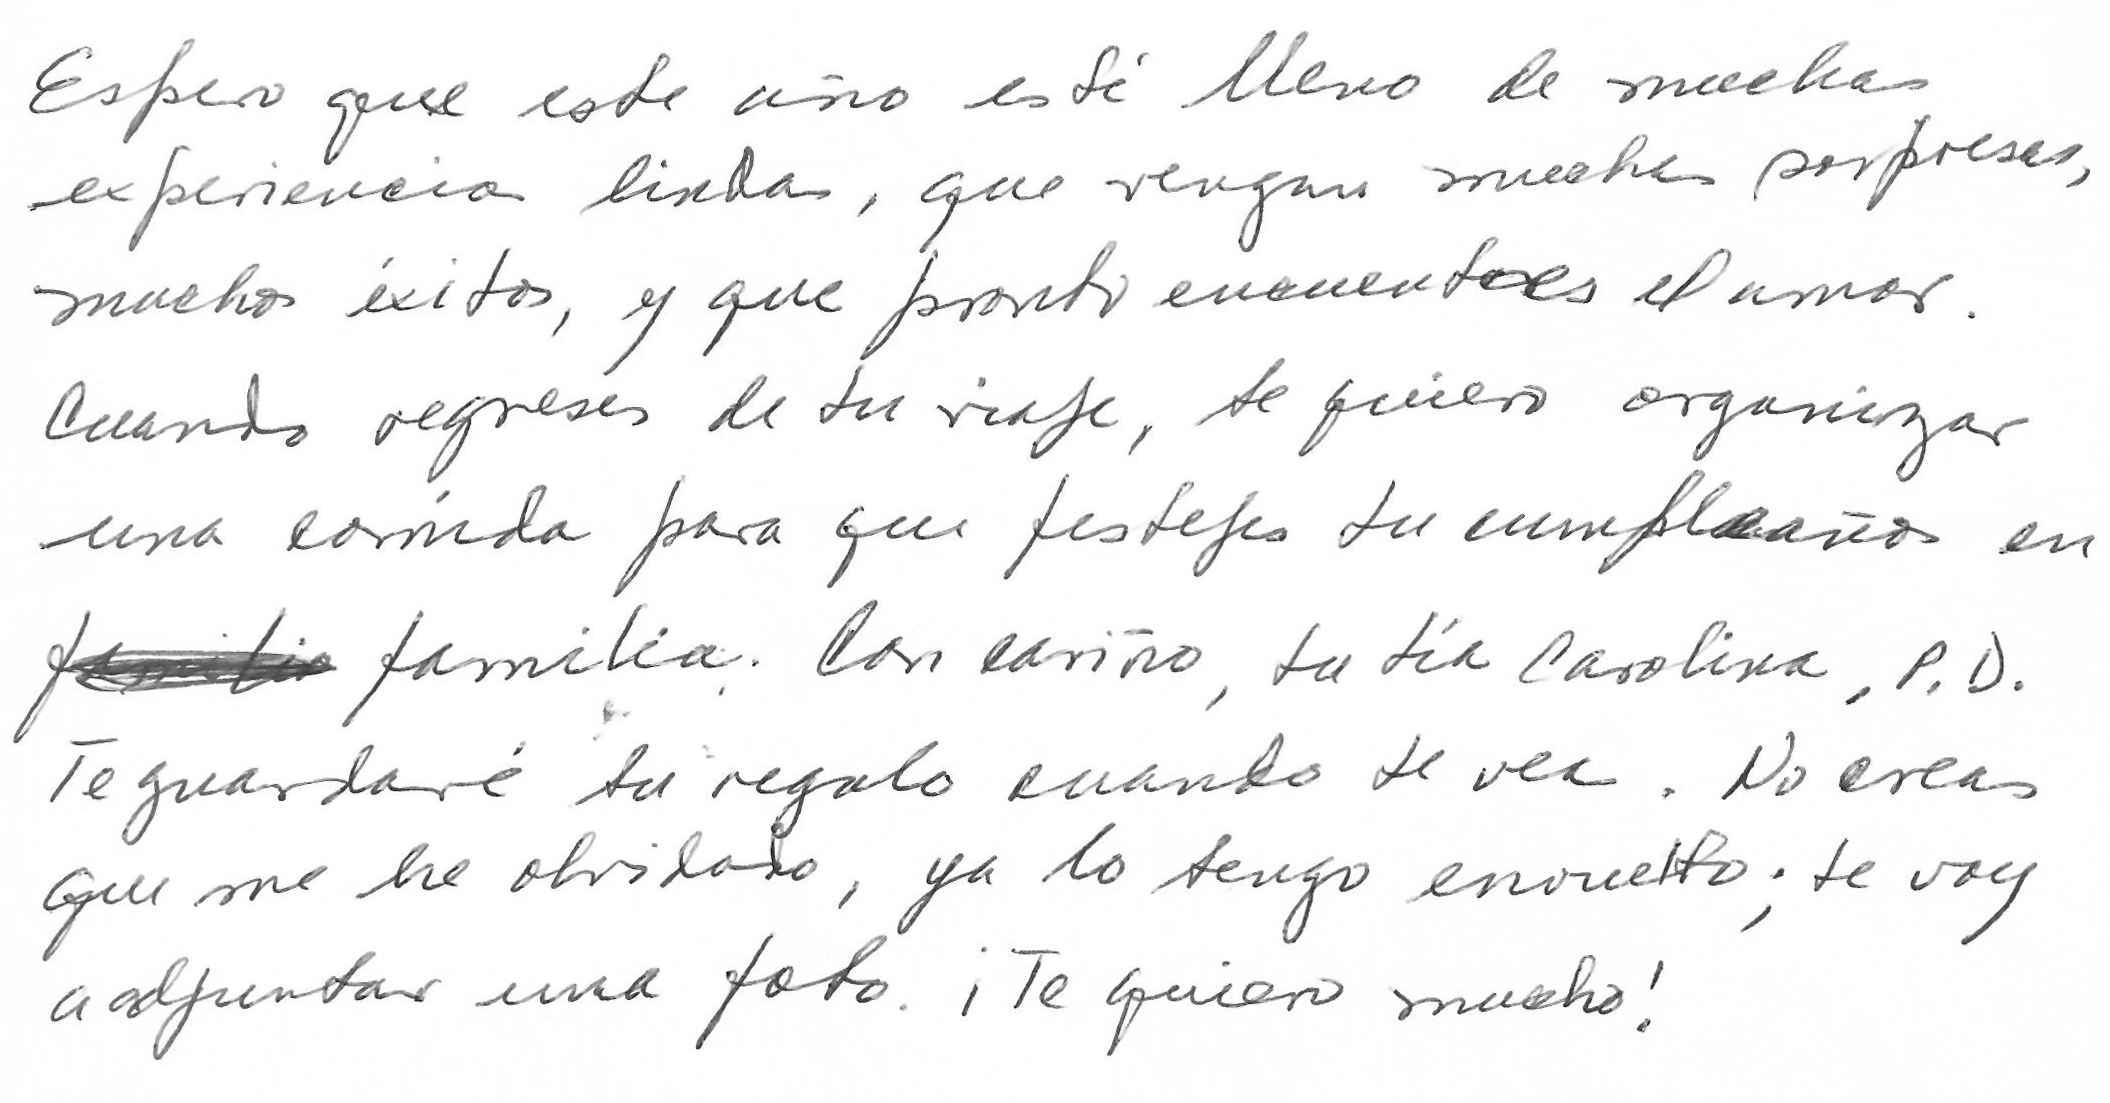 Espero que este año esté lleno de muchas
experiencias lindas, que vengan muchas sorpresas,
muchos éxitos, y que pronto encuentres el amor.
Cuando regreses de tu viaje, te quiero organizar
una comida para que festejes tu cumpleaños en
familia familia. Con cariño, tu tía Carolina, P.D.
Te guardaré tu regalo cuando te vea. No creas
que me he olvidado, ya lo tengo envuelto; te voy
a adjuntar una foto. ¡Te quiero mucho!